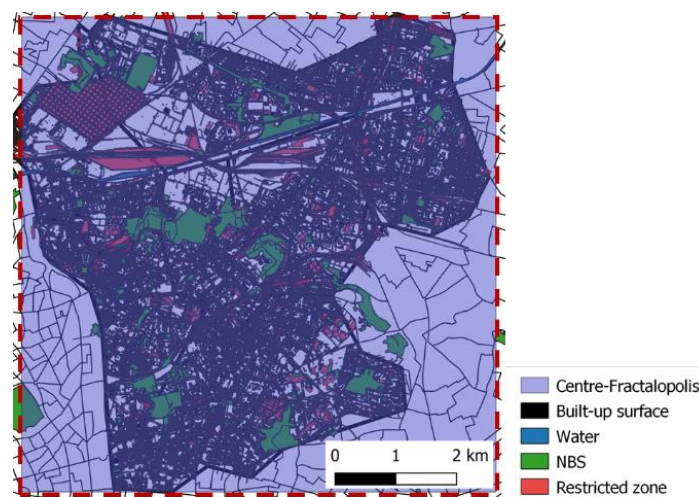 0 1 2 km
Centre-Fractalopolis
Built-up surface
Water
NBS
Restricted zone